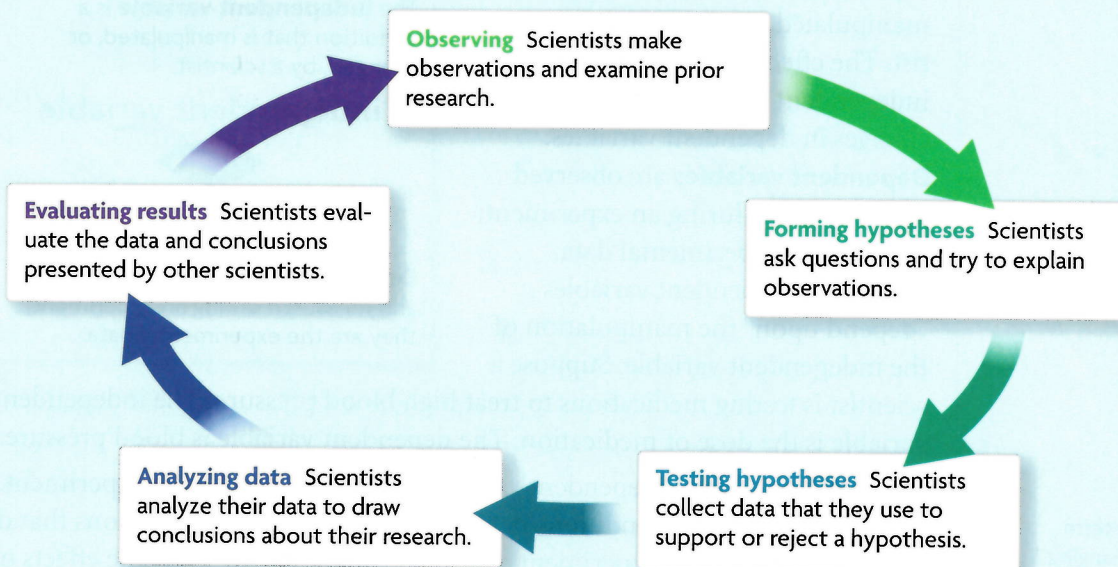 Observing Scientists make
observations and examine prior
research.
Forming hypotheses Scientists
ask questions and try to explain
observations.
Testing hypotheses Scientists
collect data that they use to
support or reject a hypothesis.
Analyzing data Scientists
analyze their data to draw
conclusions about their research.
Evaluating results Scientists eval-
uate the data and conclusions
presented by other scientists.